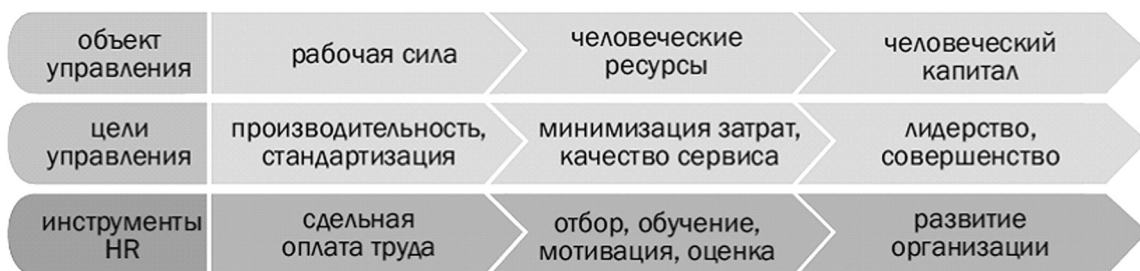 объект
управления
рабочая сила
человеческие
ресурсы
человеческий
капитал
цели
управления
производительность,
стандартизация
минимизация затрат,
качество сервиса
лидерство,
совершенство
инструменты
HR
сдельная
оплата труда
отбор, обучение,
мотивация, оценка
развитие
организации